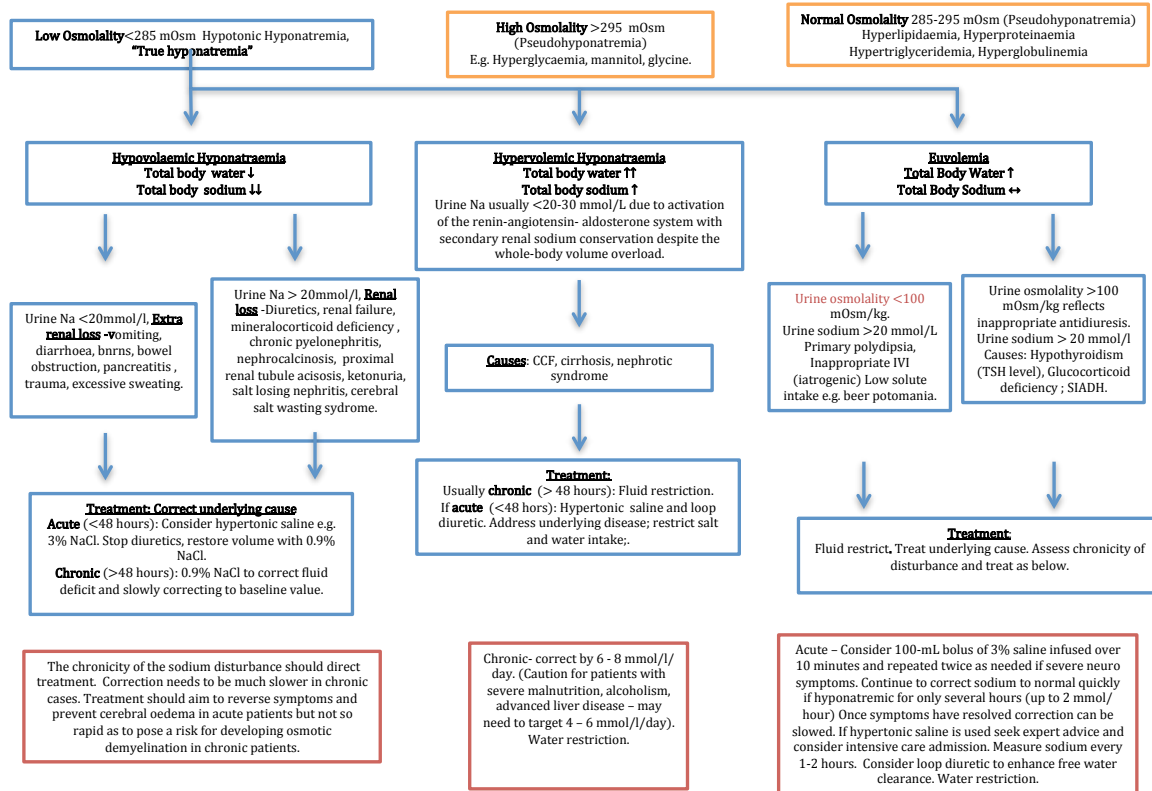 Low Osmolality<285 mOsm Hypotonic Hyponatremia,
“True hyponatremia”
High Osmolality >295 mOsm
(Pseudohyponatremia)
E.g. Hyperglycaemia, mannitol, glycine.
Normal Osmolality 285-295 mOsm (Pseudohyponatremia)
Hyperlipidaemia, Hyperproteinaemia
Hypertriglyceridemia, Hyperglobulinemia
Hypovolaemic Hyponatraemia
Total body water ↓
Total body sodium ↓↓
Hypervolemic Hyponatraemia
Total body water ↑↑
Total body sodium ↑
Urine Na usually <20-30 mmol/L due to activation
of the renin-angiotensin- aldosterone system with
secondary renal sodium conservation despite the
whole-body volume overload.
Euvolemia
Total Body Water ↑
Total Body Sodium ↔
Urine Na <20mmol/l, Extra
renal loss -vomiting,
diarrhoea, bnrns, bowel
obstruction, pancreatitis ,
trauma, excessive sweating.
Urine Na > 20mmol/l, Renal
loss -Diuretics, renal failure,
mineralocorticoid deficiency ,
chronic pyelonephritis,
nephrocalcinosis, proximal
renal tubule acisosis, ketonuria,
salt losing nephritis, cerebral
salt wasting sydrome.
Causes: CCF, cirrhosis, nephrotic
syndrome
Urine osmolality <100
mOsm/kg.
Urine sodium >20 mmol/L
Primary polydipsia,
Inappropriate IVI
(iatrogenic) Low solute
intake e.g. beer potomania.
Urine osmolality >100
mOsm/kg reflects
inappropriate antidiuresis.
Urine sodium > 20 mmol/l
Causes: Hypothyroidism
(TSH level), Glucocorticoid
deficiency ; SIADH.
Treatment: Correct underlying cause
Acute (<48 hours): Consider hypertonic saline e.g.
3% NaCl. Stop diuretics, restore volume with 0.9%
NaCl.
Chronic (>48 hours): 0.9% NaCl to correct fluid
deficit and slowly correcting to baseline value.
Treatment:
Usually chronic (> 48 hours): Fluid restriction.
If acute (<48 hors): Hypertonic saline and loop
diuretic. Address underlying disease; restrict salt
and water intake;.
Treatment:
Fluid restrict. Treat underlying cause. Assess chronicity of
disturbance and treat as below.
The chronicity of the sodium disturbance should direct
treatment. Correction needs to be much slower in chronic
cases. Treatment should aim to reverse symptoms and
prevent cerebral oedema in acute patients but not so
rapid as to pose a risk for developing osmotic
demyelination in chronic patients.
Chronic- correct by 6 - 8 mmol/l/
day. (Caution for patients with
severe malnutrition, alcoholism,
advanced liver disease – may
need to target 4 – 6 mmol/l/day).
Water restriction.
Acute – Consider 100-mL bolus of 3% saline infused over
10 minutes and repeated twice as needed if severe neuro
symptoms. Continue to correct sodium to normal quickly
if hyponatremic for only several hours (up to 2 mmol/
hour) Once symptoms have resolved correction can be
slowed. If hypertonic saline is used seek expert advice and
consider intensive care admission. Measure sodium every
1-2 hours. Consider loop diuretic to enhance free water
clearance. Water restriction.